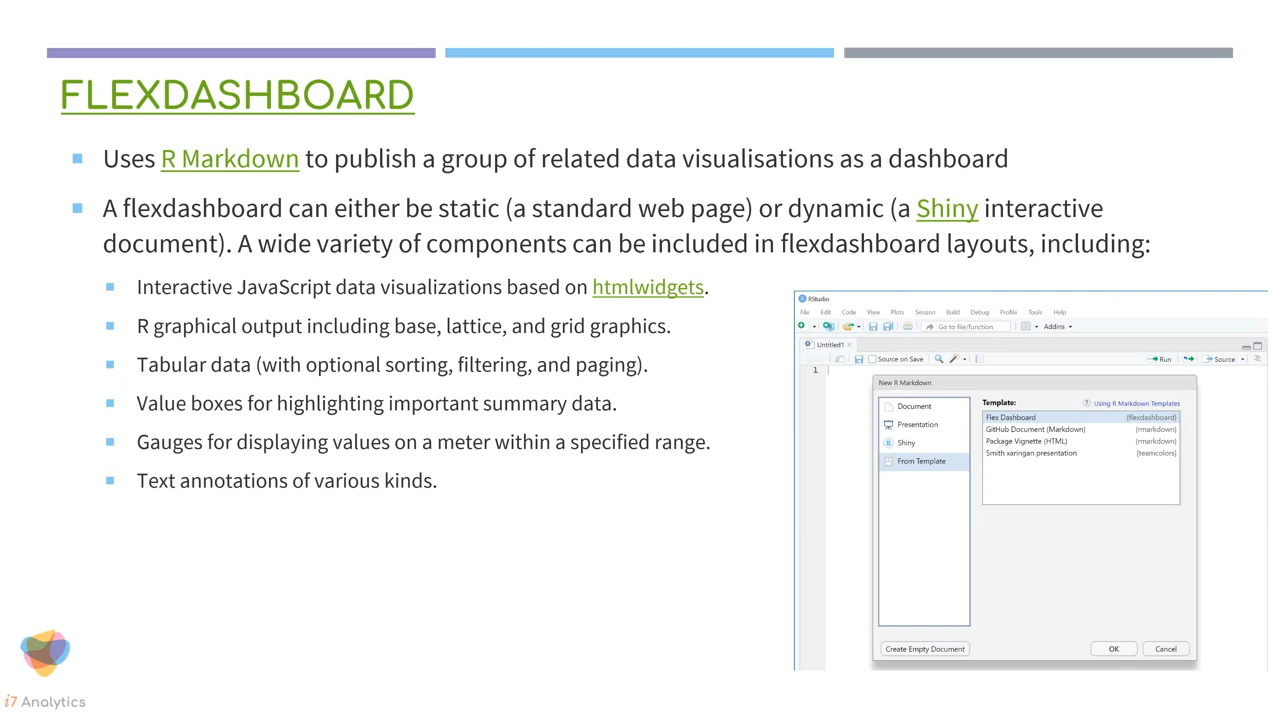 FLEXDASHBOARD
Uses R Markdown to publish a group of related data visualisations as a dashboard
A flexdashboard can either be static (a standard web page) or dynamic (a Shiny interactive
document). A wide variety of components can be included in flexdashboard layouts, including:
Interactive JavaScript data visualizations based on htmlwidgets.
R graphical output including base, lattice, and grid graphics.
Tabular data (with optional sorting, filtering, and paging).
Value boxes for highlighting important summary data.
Gauges for displaying values on a meter within a specified range.
Text annotations of various kinds.
RStudio
File Edit Code View Plots Session Build Debug Profile Tools Help
Go to file/function Addins
Untitled1
Source on Save Run Source
1
New R Markdown
Document
Presentation
Shiny
From Template
Template: Using R Markdown Templates
Flex Dashboard {flexdashboard}
GitHub Document (Markdown) {rmarkdown}
Package Vignette (HTML) {rmarkdown}
Smith xaringan presentation {teamcolors}
Create Empty Document OK Cancel
i7 Analytics